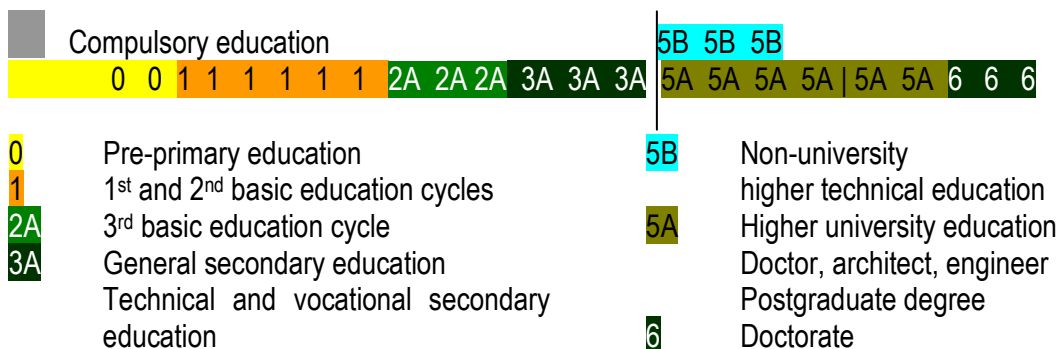 Compulsory education
5B 5B 5B
0 0 1 1 1 1 1 1 2A 2A 2A 3A 3A 3A 5A 5A 5A 5A | 5A 5A 6 6 6
0 Pre-primary education
1 1st and 2nd basic education cycles
2A 3rd basic education cycle
3A General secondary education
Technical and vocational secondary
education
5B Non-university
higher technical education
5A Higher university education
Doctor, architect, engineer
Postgraduate degree
6 Doctorate